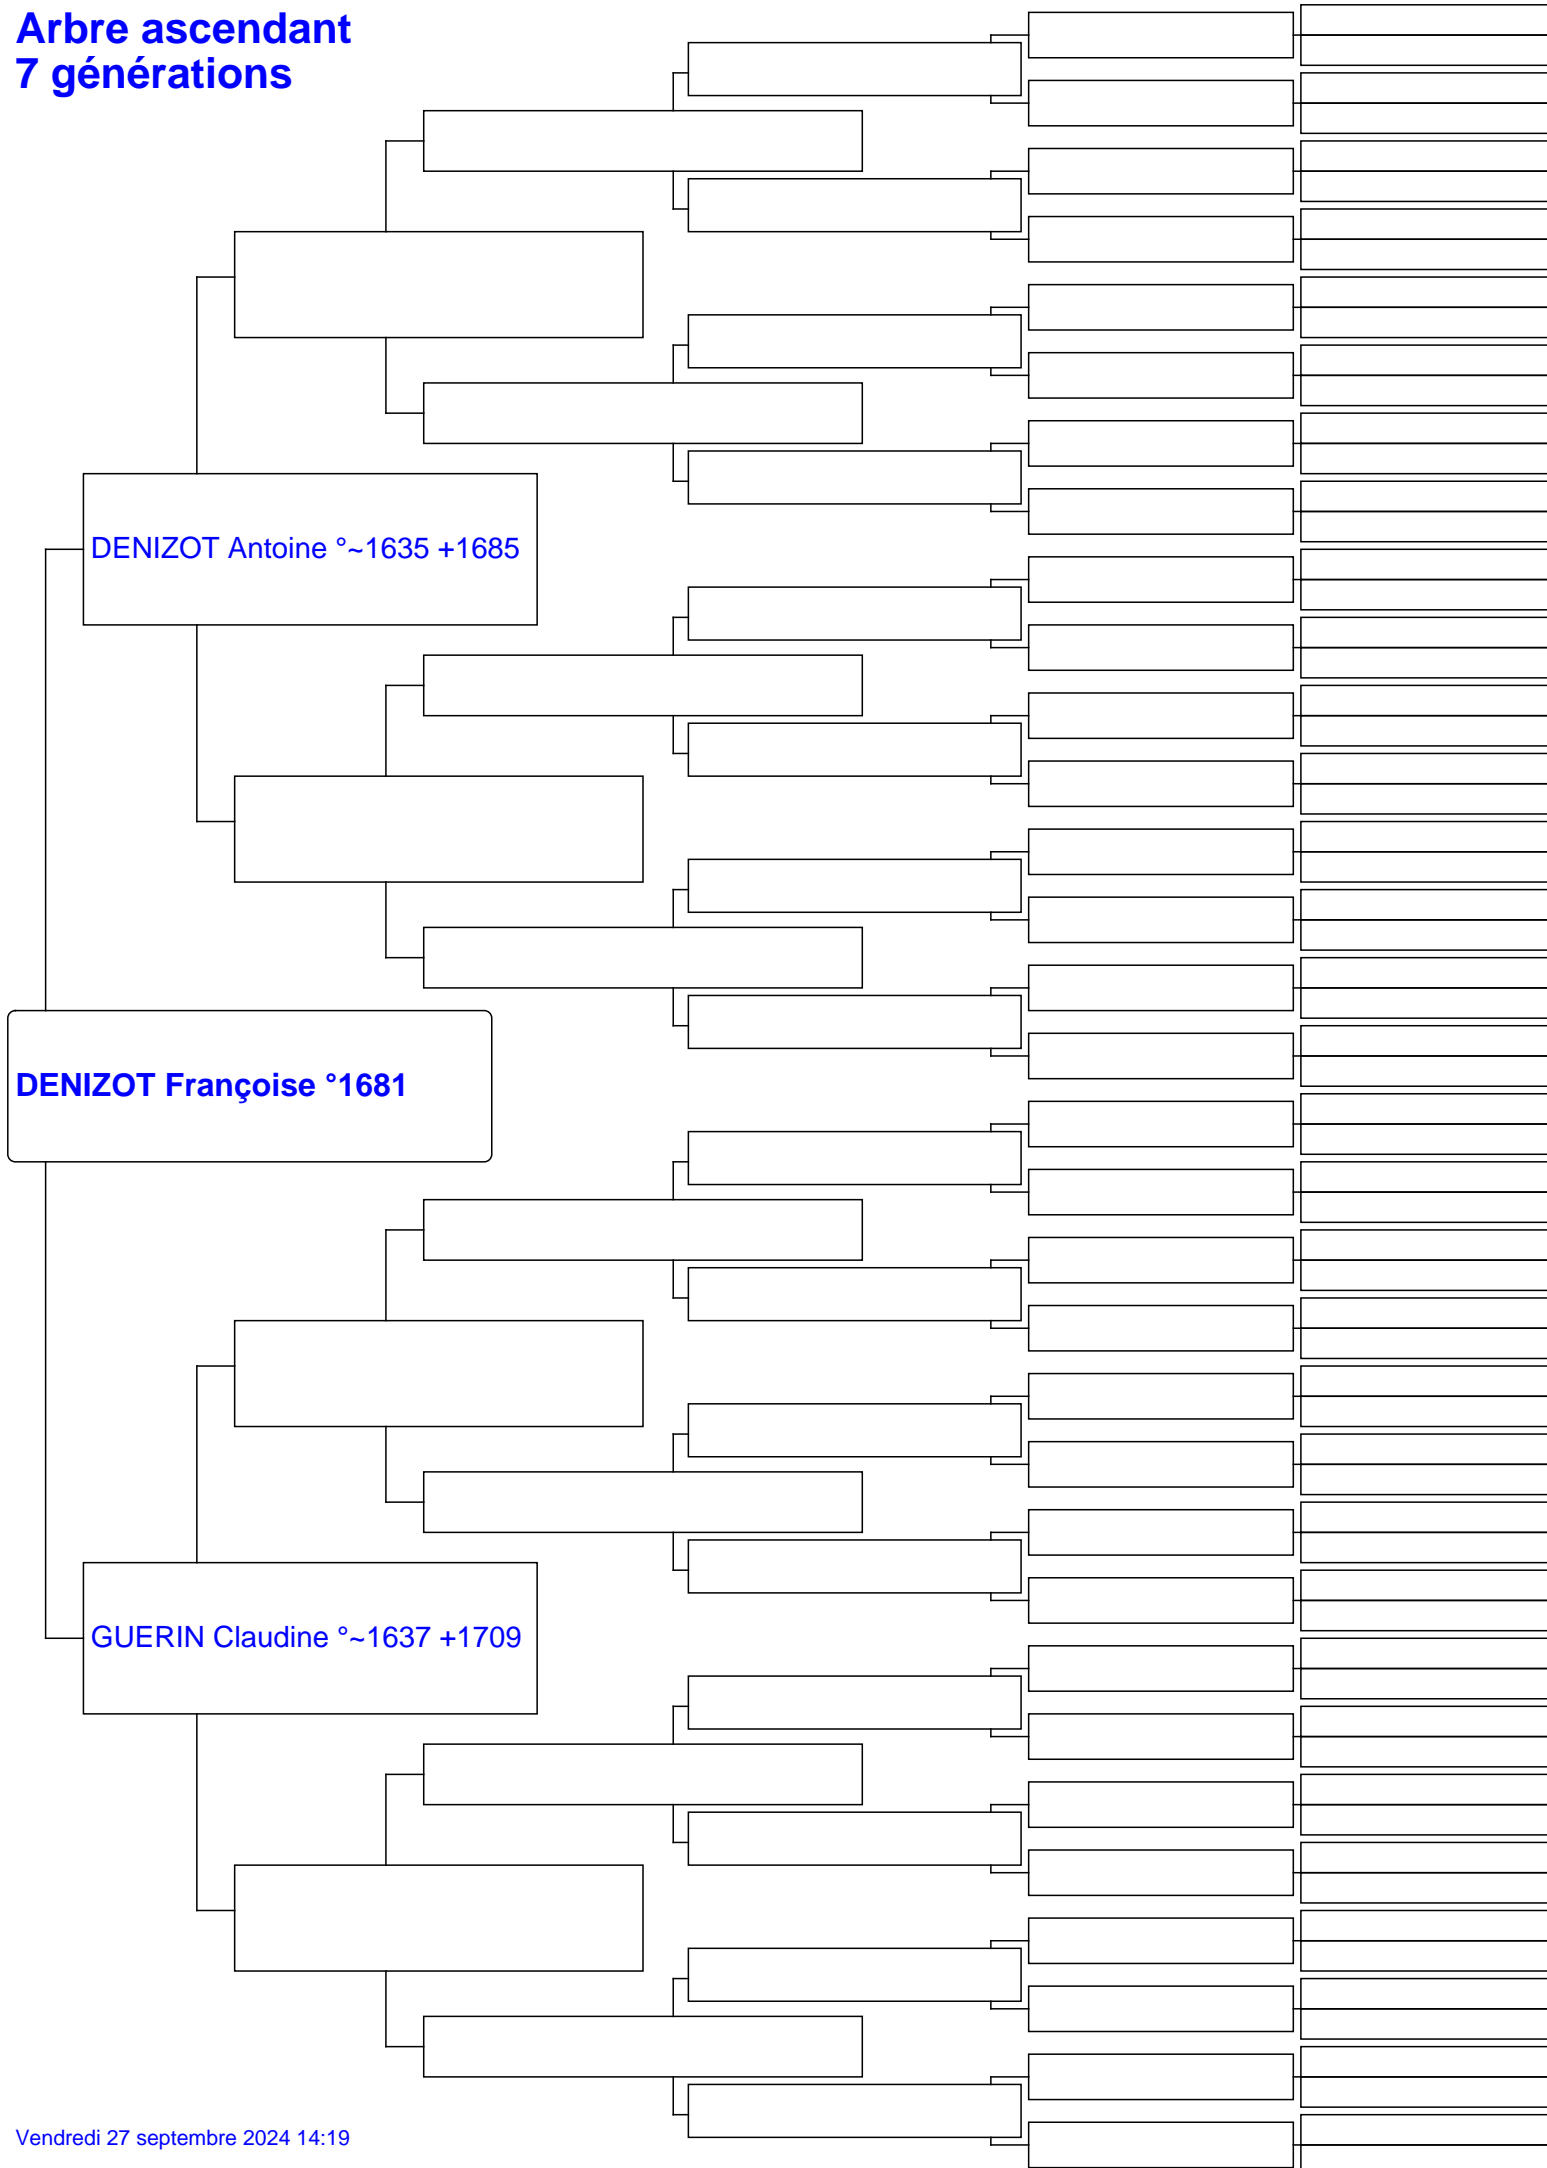 Arbre ascendant
7 générations
DENIZOT Antoine °~1635 +1685
DENIZOT Françoise °1681
GUERIN Claudine °~1637 +1709
Vendredi 27 septembre 2024 14:19